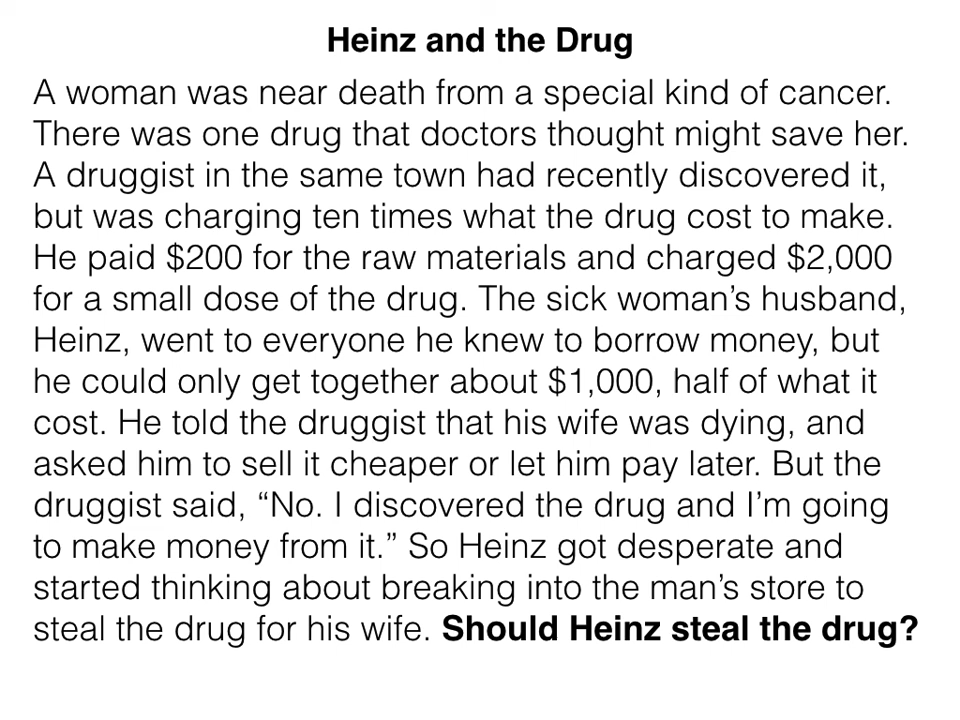 Heinz and the Drug
A woman was near death from a special kind of cancer.
There was one drug that doctors thought might save her.
A druggist in the same town had recently discovered it,
but was charging ten times what the drug cost to make.
He paid $200 for the raw materials and charged $2,000
for a small dose of the drug. The sick woman’s husband,
Heinz, went to everyone he knew to borrow money, but
he could only get together about $1,000, half of what it
cost. He told the druggist that his wife was dying, and
asked him to sell it cheaper or let him pay later. But the
druggist said, “No. I discovered the drug and I’m going
to make money from it.” So Heinz got desperate and
started thinking about breaking into the man’s store to
steal the drug for his wife. Should Heinz steal the drug?